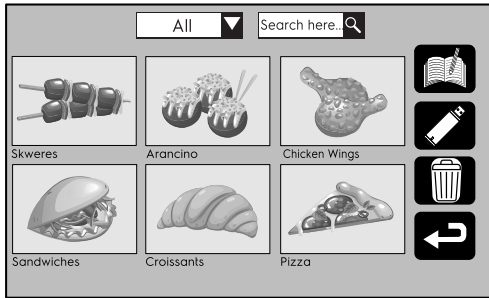 All
Search here...
Skweres
Arancino
Chicken Wings
Sandwiches
Croissants
Pizza